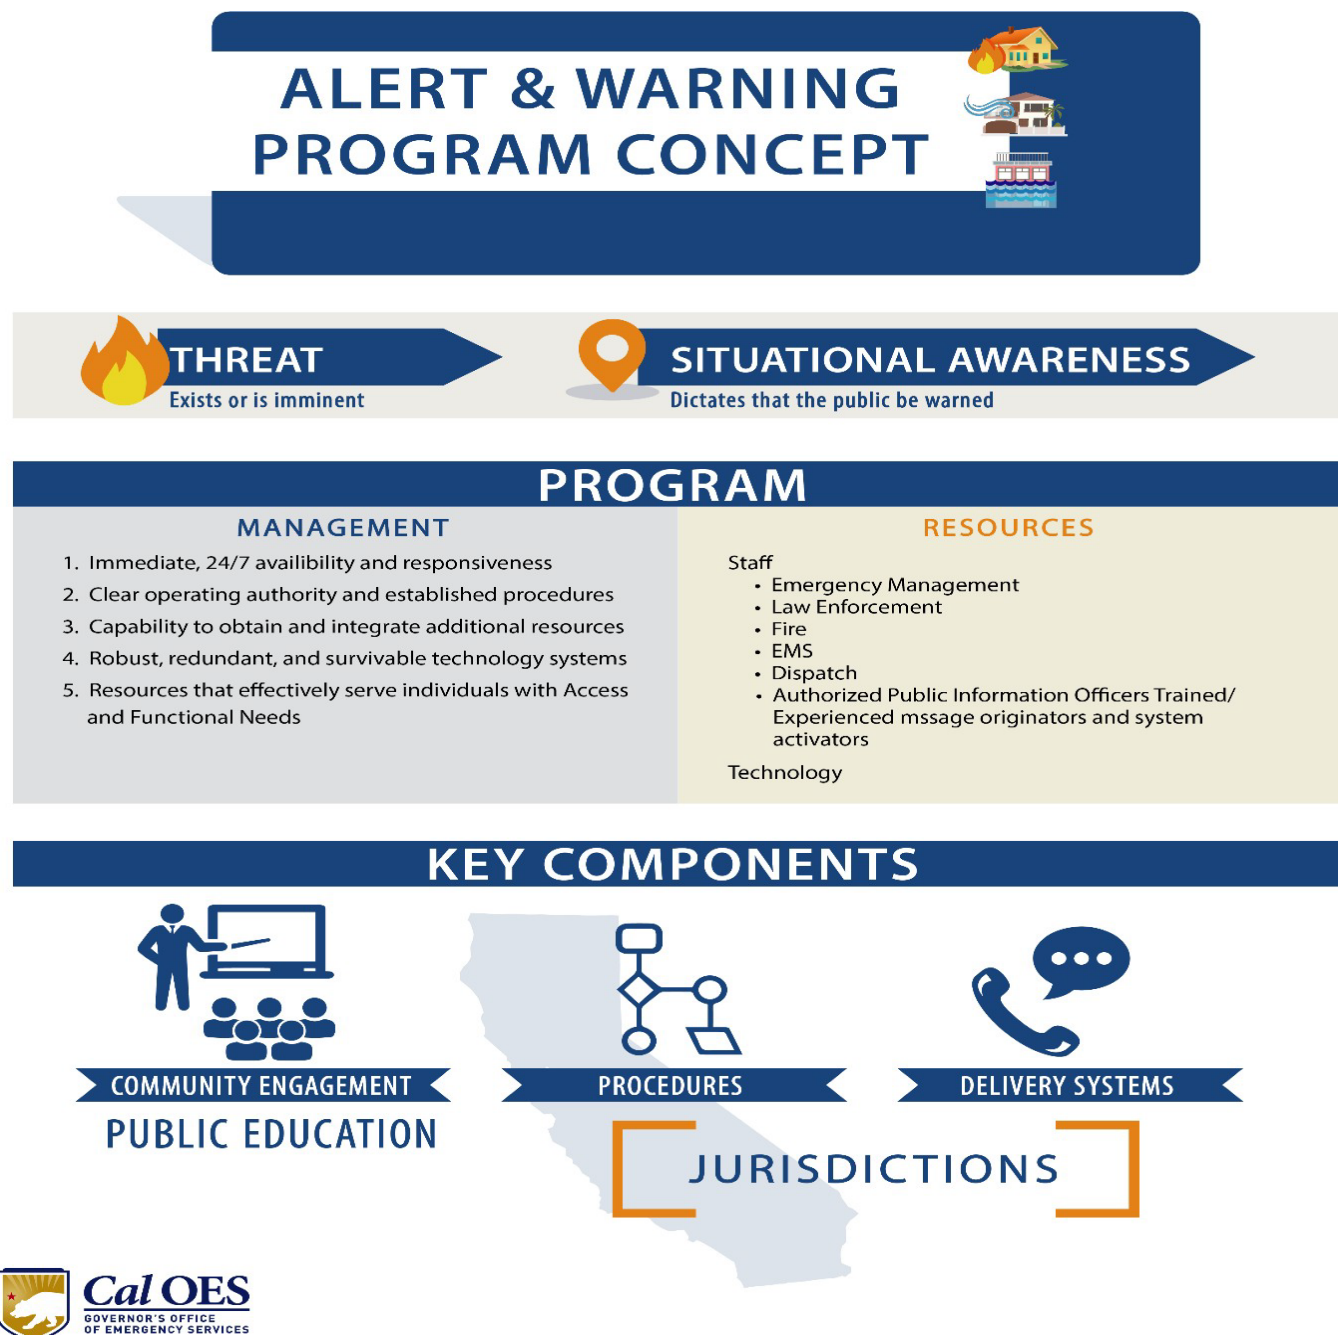 ALERT & WARNING
PROGRAM CONCEPT
THREAT
Exists or is imminent
SITUATIONAL AWARENESS
Dictates that the public be warned
PROGRAM
MANAGEMENT
1. Immediate, 24/7 availibility and responsiveness
2. Clear operating authority and established procedures
3. Capability to obtain and integrate additional resources
4. Robust, redundant, and survivable technology systems
5. Resources that effectively serve individuals with Access
and Functional Needs
RESOURCES
Staff
• Emergency Management
• Law Enforcement
• Fire
• EMS
• Dispatch
• Authorized Public Information Officers Trained/
Experienced mssage originators and system
activators
Technology
KEY COMPONENTS
COMMUNITY ENGAGEMENT
PUBLIC EDUCATION
PROCEDURES
DELIVERY SYSTEMS
JURISDICTIONS
Cal OES
GOVERNOR'S OFFICE
OF EMERGENCY SERVICES